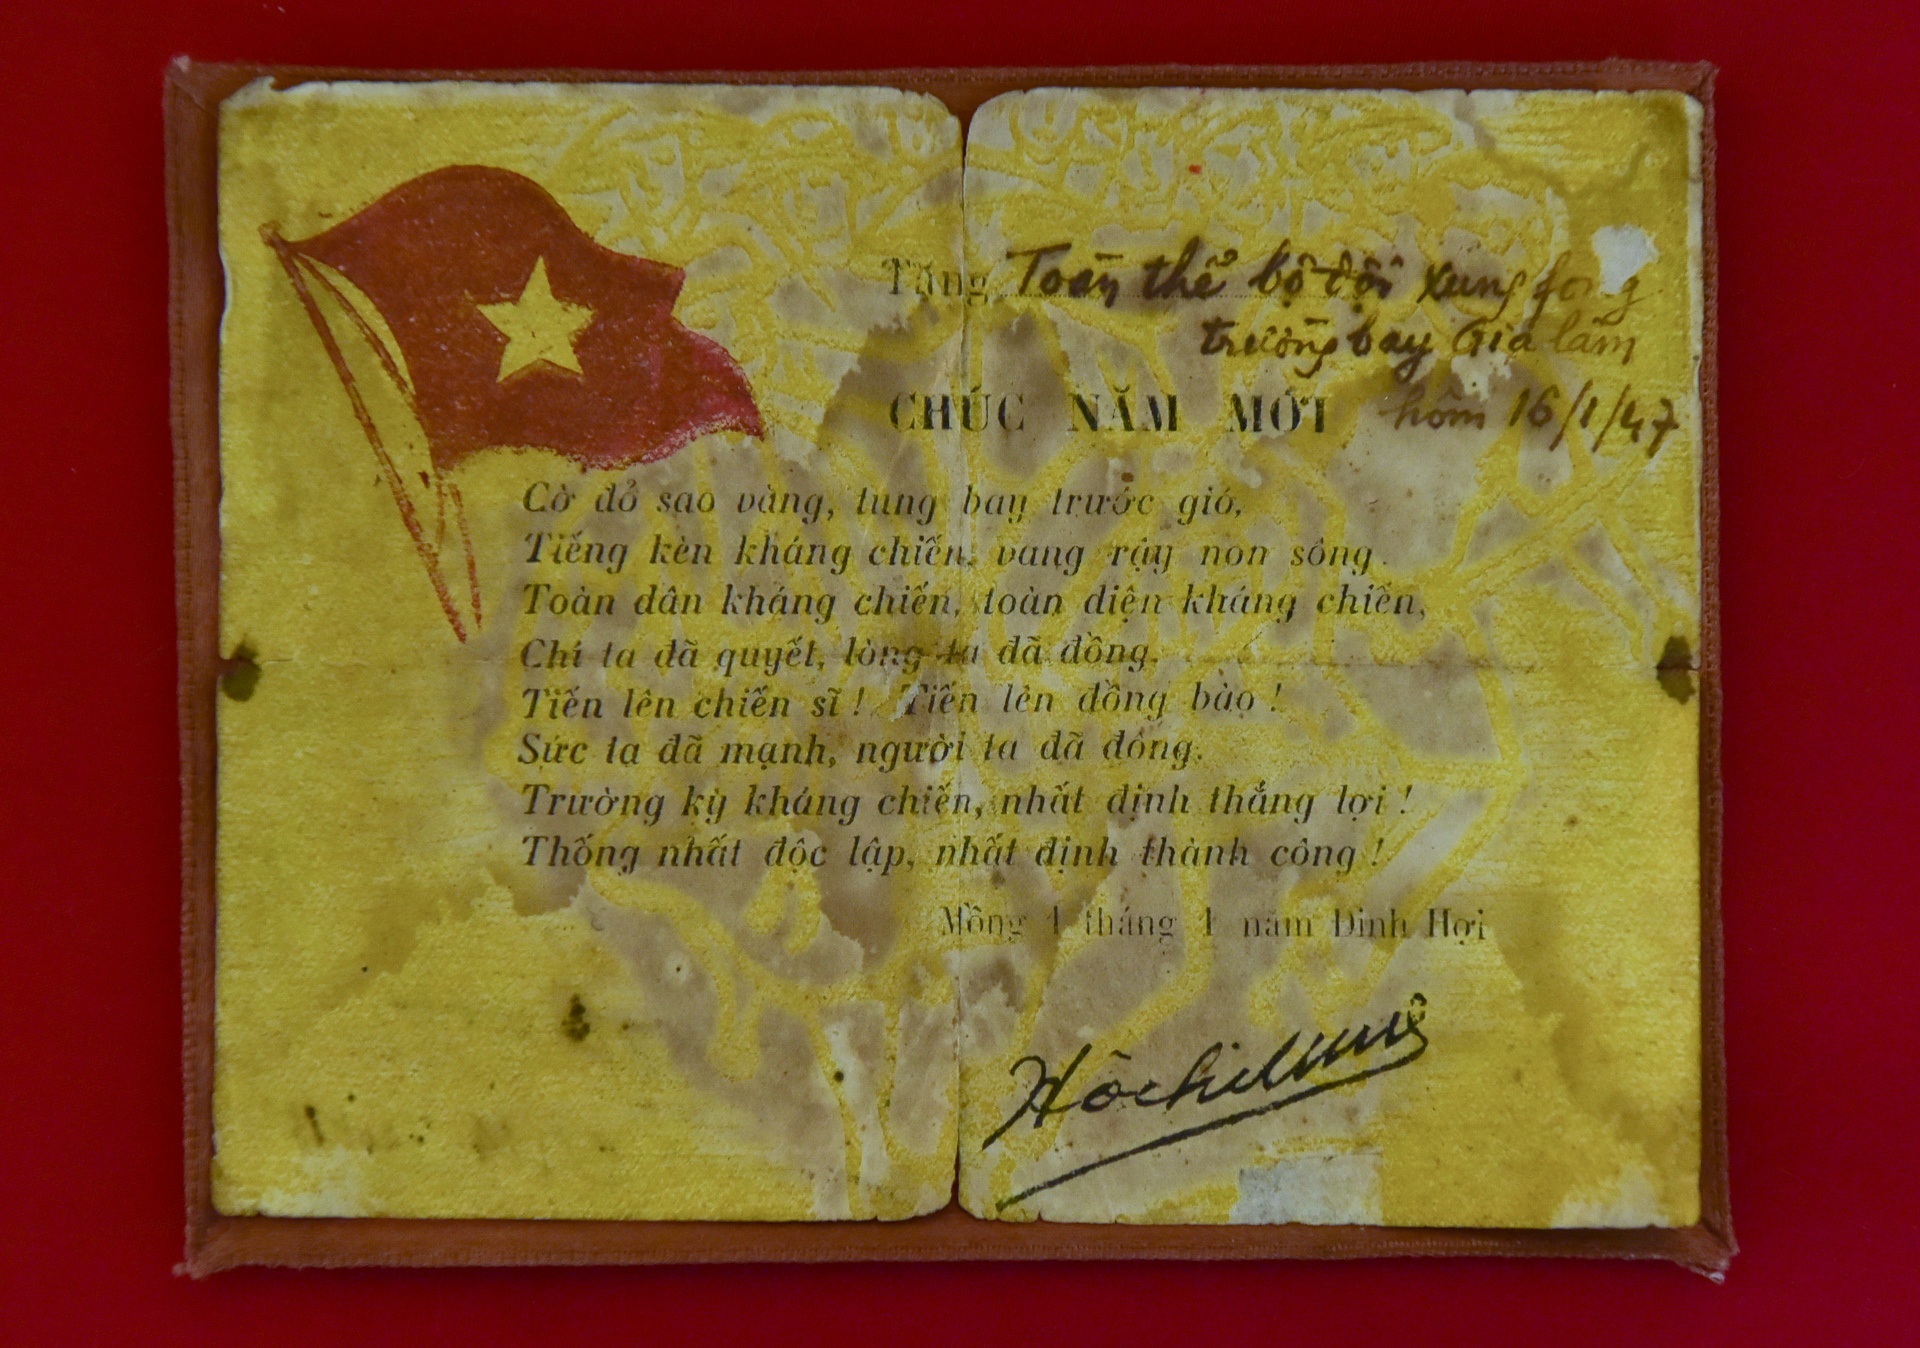 Tặng Toàn thể bộ đội xung fong
trường bay Gia lâm
CHÚC NĂM MỚI hôm 16/1/47
Cờ đỏ sao vàng, tung bay trước gió,
Tiếng kèn kháng chiến, vang rậy non sông.
Toàn dân kháng chiến, toàn diện kháng chiến,
Chí ta đã quyết, lòng ta đã đồng.
Tiến lên chiến sĩ ! Tiến lên đồng bào !
Sức ta đã mạnh, người ta đã đông.
Trường kỳ kháng chiến, nhất định thắng lợi !
Thống nhất độc lập, nhất định thành công !
Mồng 1 tháng 1 năm Đinh Hợi
Hồchíminh